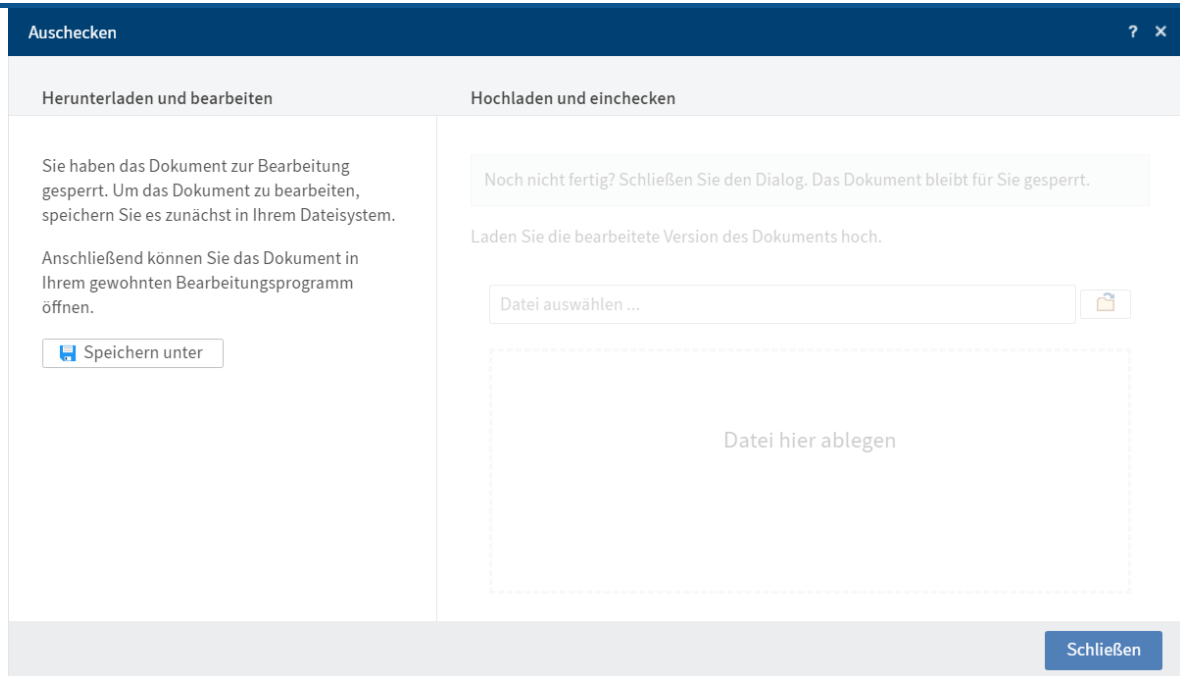 Auschecken
? ×
Herunterladen und bearbeiten
Hochladen und einchecken
Sie haben das Dokument zur Bearbeitung
gesperrt. Um das Dokument zu bearbeiten,
speichern Sie es zunächst in Ihrem Dateisystem.
Anschließend können Sie das Dokument in
Ihrem gewohnten Bearbeitungsprogramm
öffnen.
Speichern unter
Noch nicht fertig? Schließen Sie den Dialog. Das Dokument bleibt für Sie gesperrt.
Laden Sie die bearbeitete Version des Dokuments hoch.
Datei auswählen ...
Datei hier ablegen
Schließen